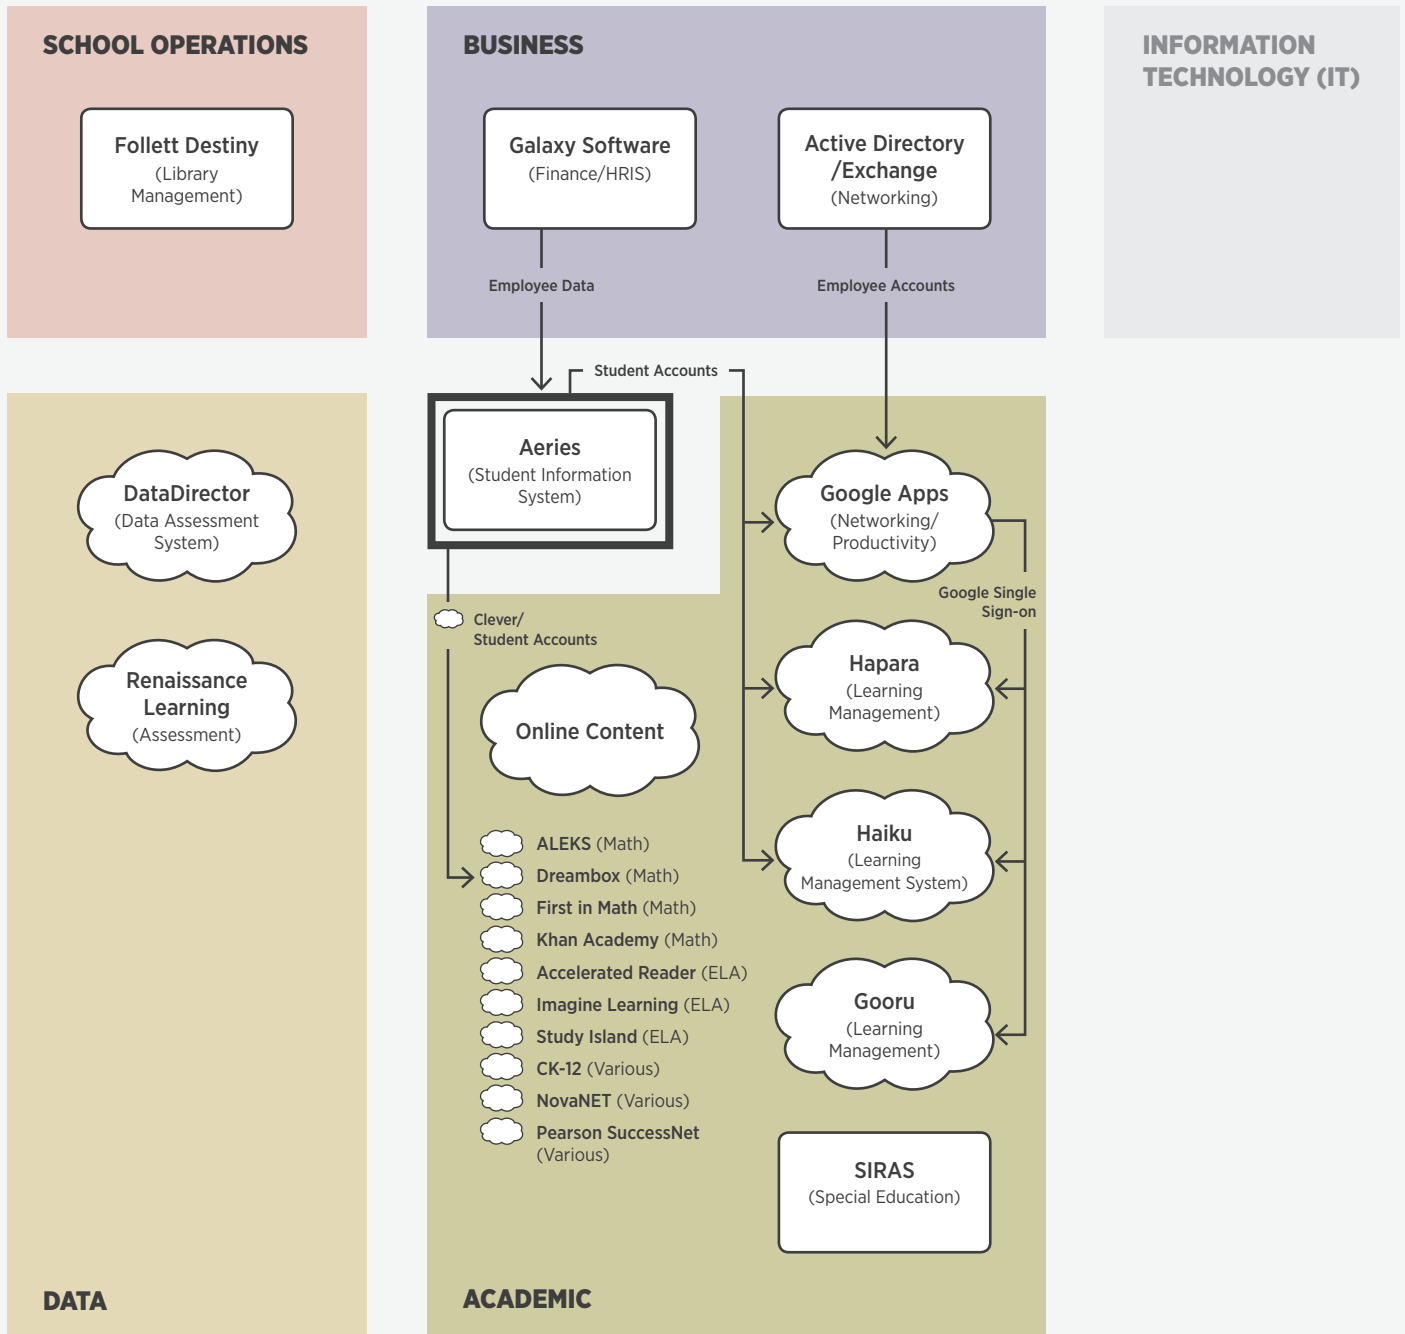 SCHOOL OPERATIONS
Follett Destiny
(Library
Management)
BUSINESS
Galaxy Software
(Finance/HRIS)
Active Directory
/Exchange
(Networking)
Employee Data
Employee Accounts
INFORMATION
TECHNOLOGY (IT)
Student Accounts
Aeries
(Student Information
System)
DataDirector
(Data Assessment
System)
Renaissance
Learning
(Assessment)
DATA
Clever/
Student Accounts
Online Content
ALEKS (Math)
Dreambox (Math)
First in Math (Math)
Khan Academy (Math)
Accelerated Reader (ELA)
Imagine Learning (ELA)
Study Island (ELA)
CK-12 (Various)
NovaNET (Various)
Pearson SuccessNet
(Various)
Google Apps
(Networking/
Productivity)
Google Single
Sign-on
Hapara
(Learning
Management)
Haiku
(Learning
Management System)
Gooru
(Learning
Management)
SIRAS
(Special Education)
ACADEMIC